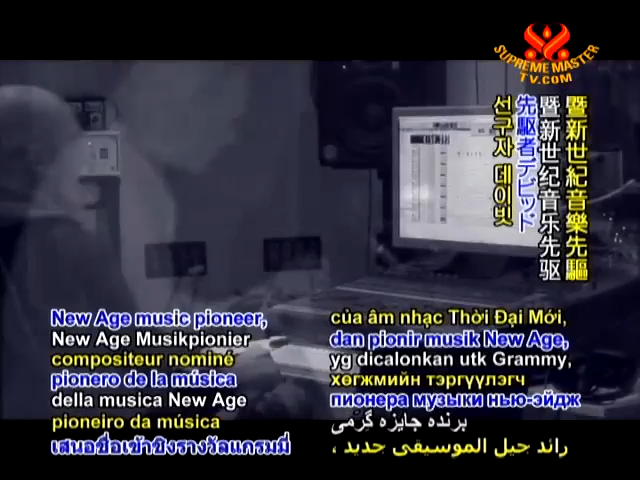 SUPREME MASTER
TV.COM
暨新世紀音樂先驅
暨新世纪音乐先驱
先駆者デビッド
선구자 데이빗
New Age music pioneer,
New Age Musikpionier
compositeur nominé
pionero de la música
della musica New Age
pioneiro da música
เสนอชื่อเข้าชิงรางวัลแกรมมี่
của âm nhạc Thời Đại Mới,
dan pionir musik New Age,
yg dicalonkan utk Grammy,
хөгжмийн тэргүүлэгч
пионера музыки нью-эйдж
برنده جایزه گرمی
رائد جيل الموسيقى جديد ،